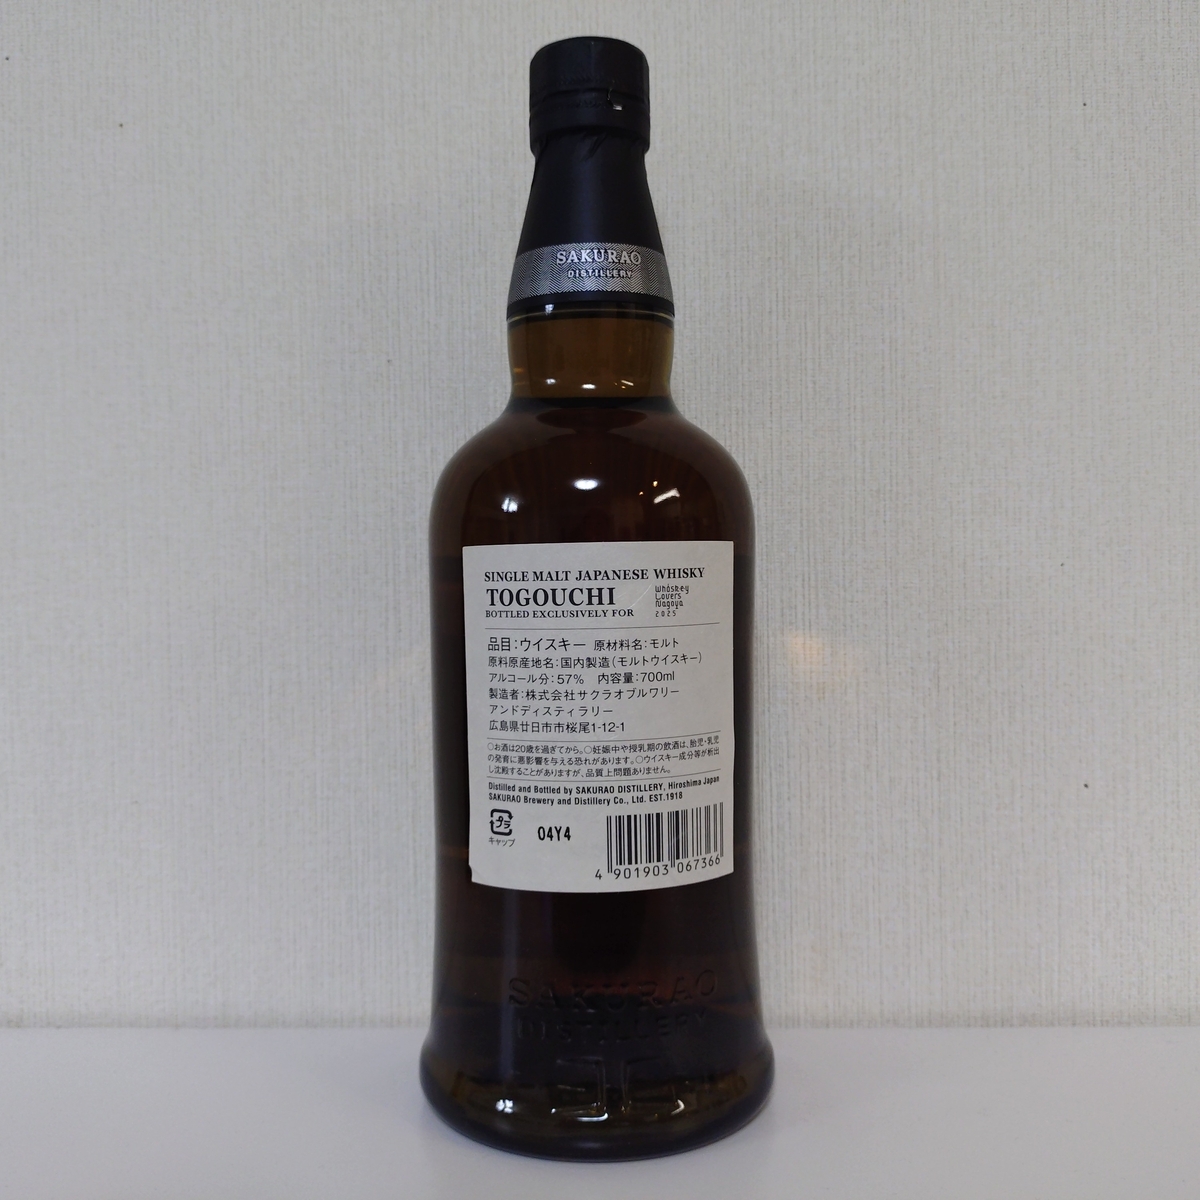 SAKURAO
DISTILLERY
SINGLE MALT JAPANESE WHISKY
TOGOUCHI
BOTTLED EXCLUSIVELY FOR
Whiskey
Lovers
Nagoya
2025
品目:ウイスキー 原材料名:モルト
原料原産地名:国内製造(モルトウイスキー)
アルコール分:57% 内容量:700ml
製造者:株式会社サクラオブルワリー
アンドディスティラリー
広島県廿日市市桜尾1-12-1
○お酒は20歳を過ぎてから。○妊娠中や授乳期の飲酒は、胎児・乳児
の発育に悪影響を与える恐れがあります。○ウイスキー成分等が析出
し沈殿することがありますが、品質上問題ありません。
Distilled and Bottled by SAKURAO DISTILLERY, Hiroshima Japan
SAKURAO Brewery and Distillery Co., Ltd. EST.1918
プラ
キャップ
04Y4
4 901903 067366
SAKURAO
DISTILLERY